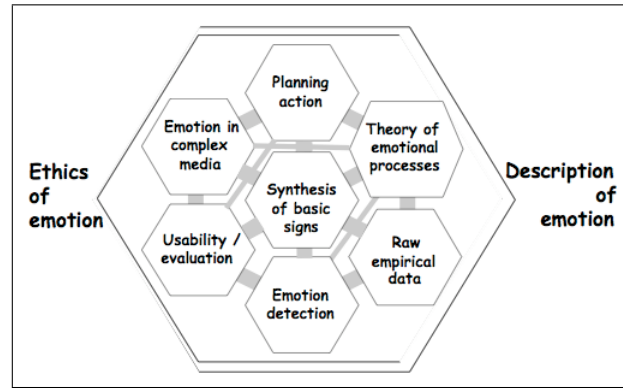 Planning
action
Emotion in
complex
media
Theory of
emotional
processes
Ethics
of
emotion
Synthesis
of basic
signs
Description
of
emotion
Usability /
evaluation
Raw
empirical
data
Emotion
detection